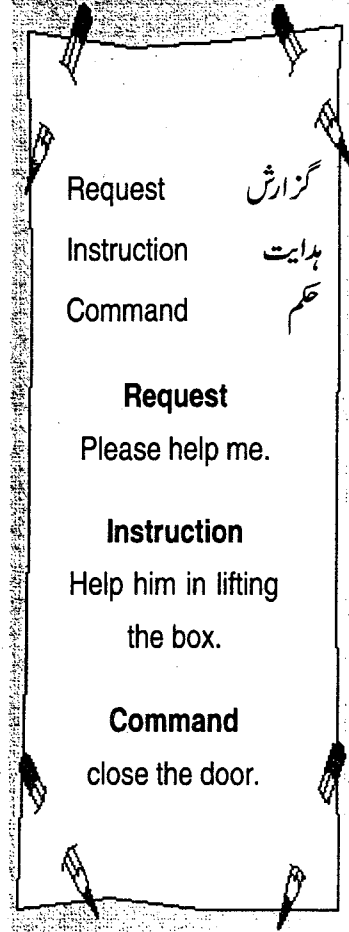 Request گزارش
Instruction ہدایت
Command حکم
Request
Please help me.
Instruction
Help him in lifting
the box.
Command
close the door.